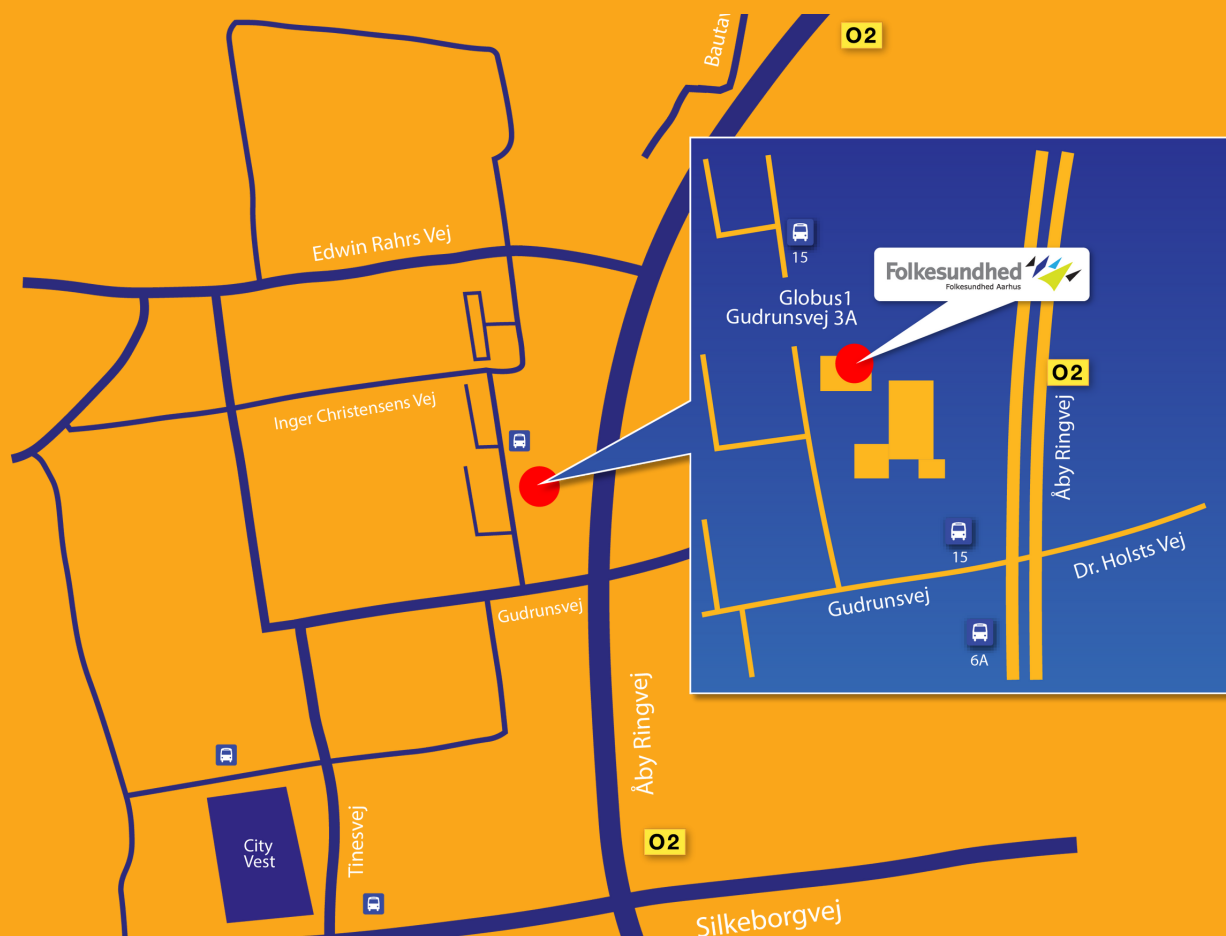 O2
Bautav
Edwin Rahrs Vej
Inger Christensens Vej
Gudrunsvej
Åby Ringvej
O2
Tinesvej
City
Vest
Silkeborgvej
15
Folkesundhed
Folkesundhed Aarhus
Globus1
Gudrunsvej 3A
O2
Åby Ringvej
15
Dr. Holsts Vej
Gudrunsvej
6A